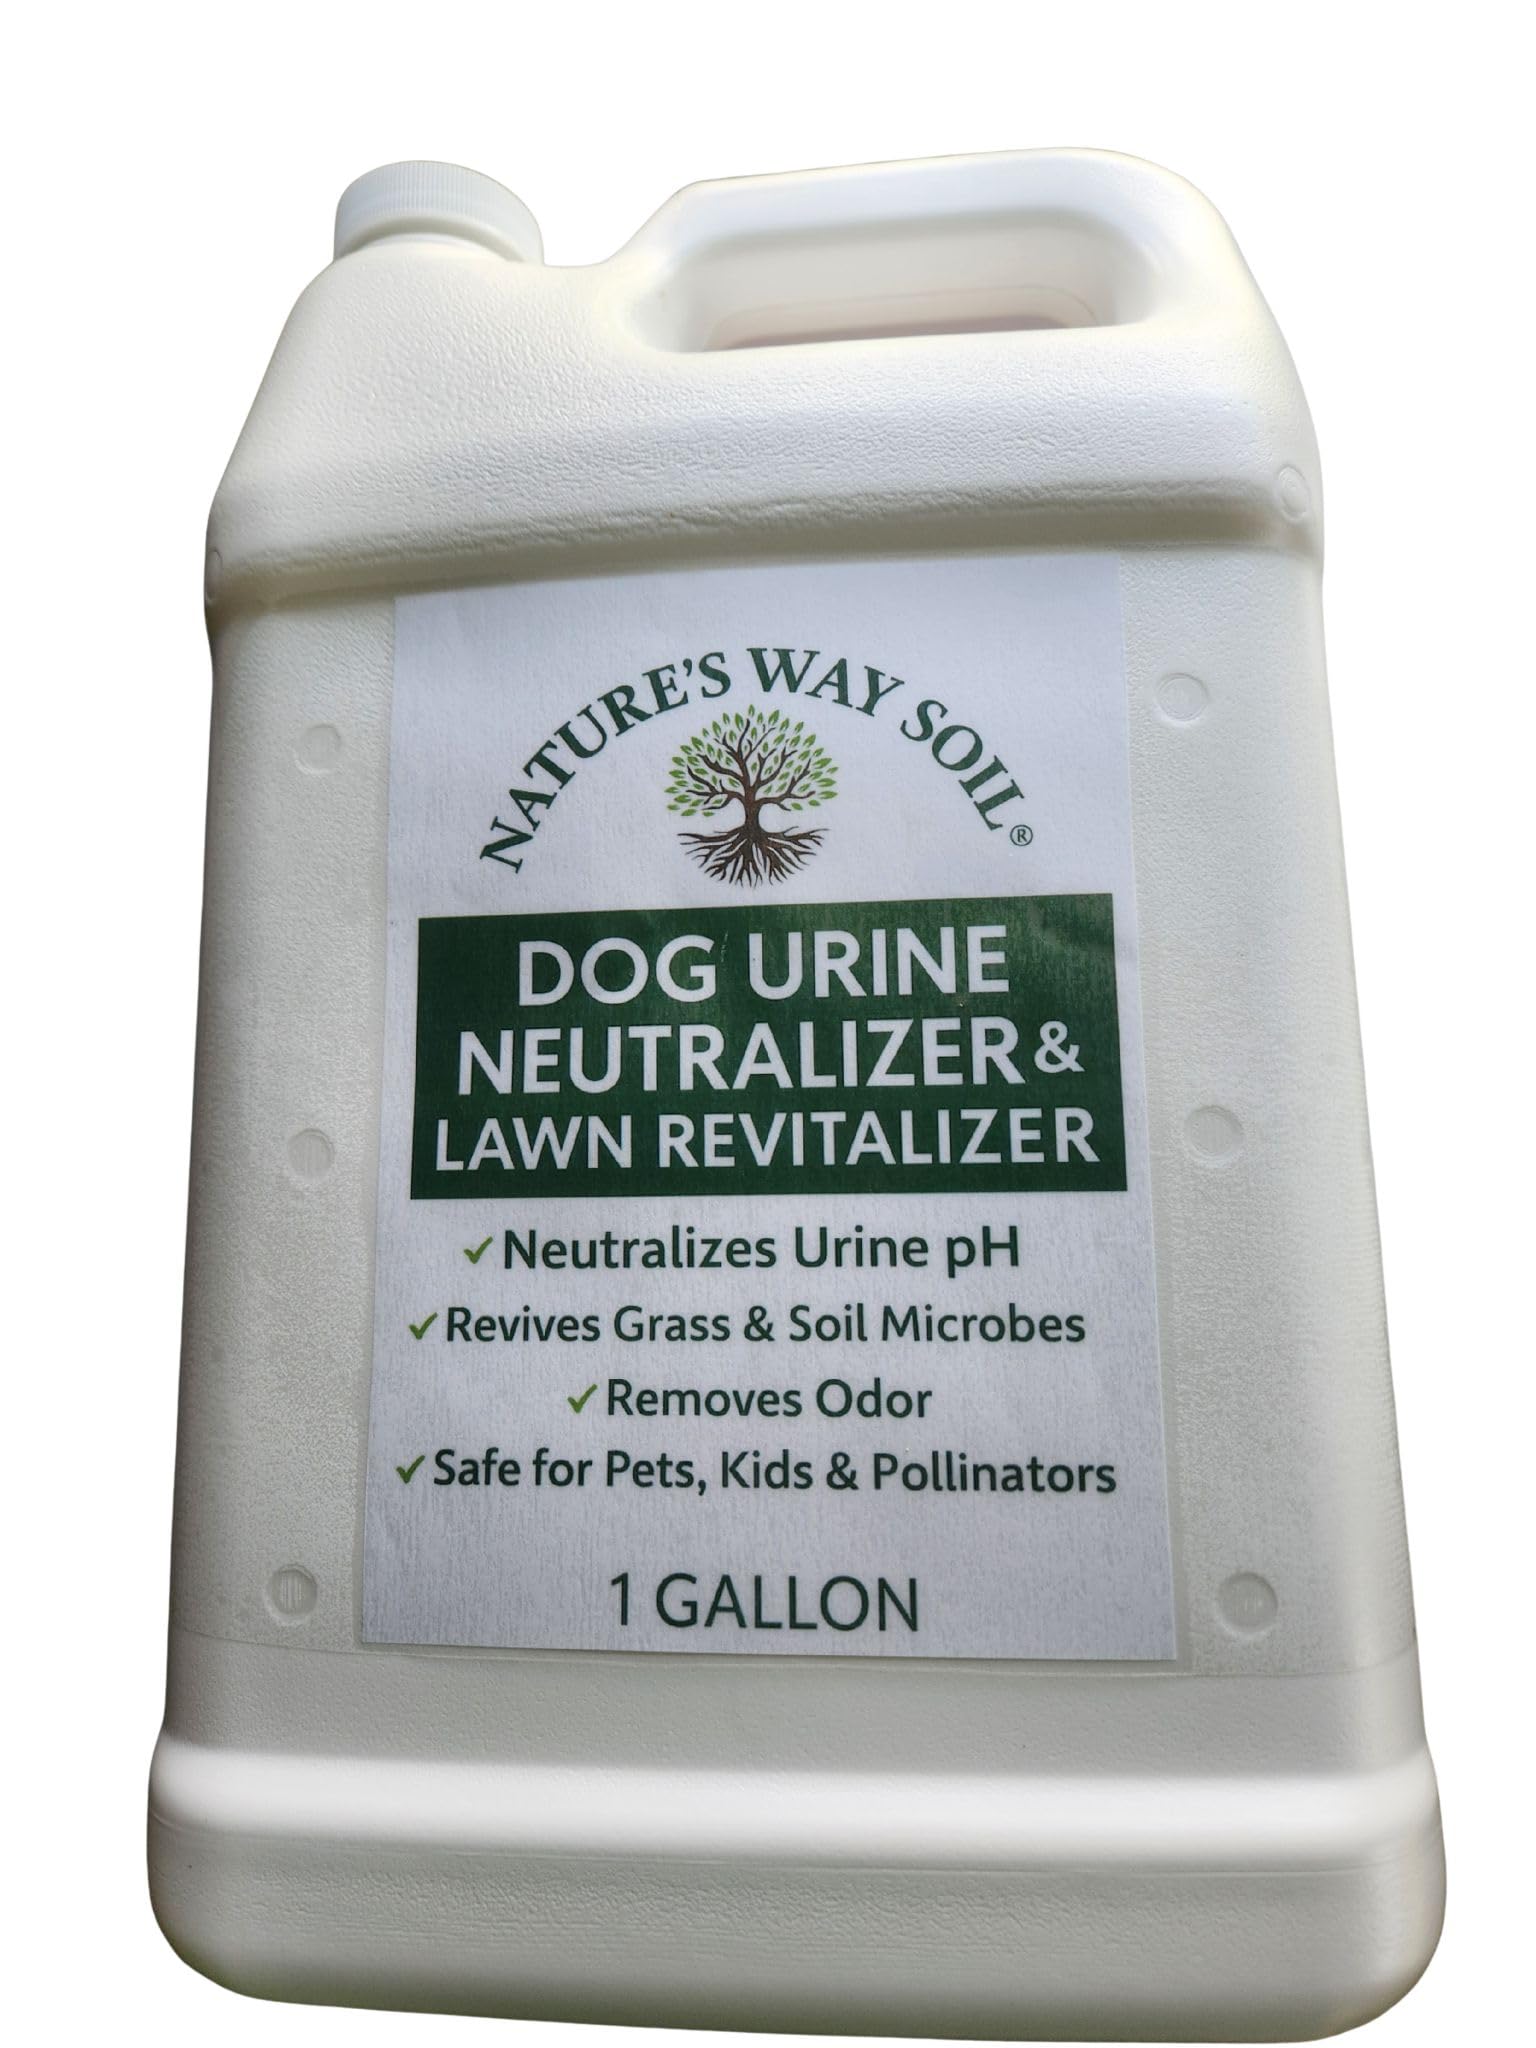 NATURE'S WAY SOIL®
DOG URINE
NEUTRALIZER &
LAWN REVITALIZER
✓ Neutralizes Urine pH
✓ Revives Grass & Soil Microbes
✓ Removes Odor
✓ Safe for Pets, Kids & Pollinators
1 GALLON